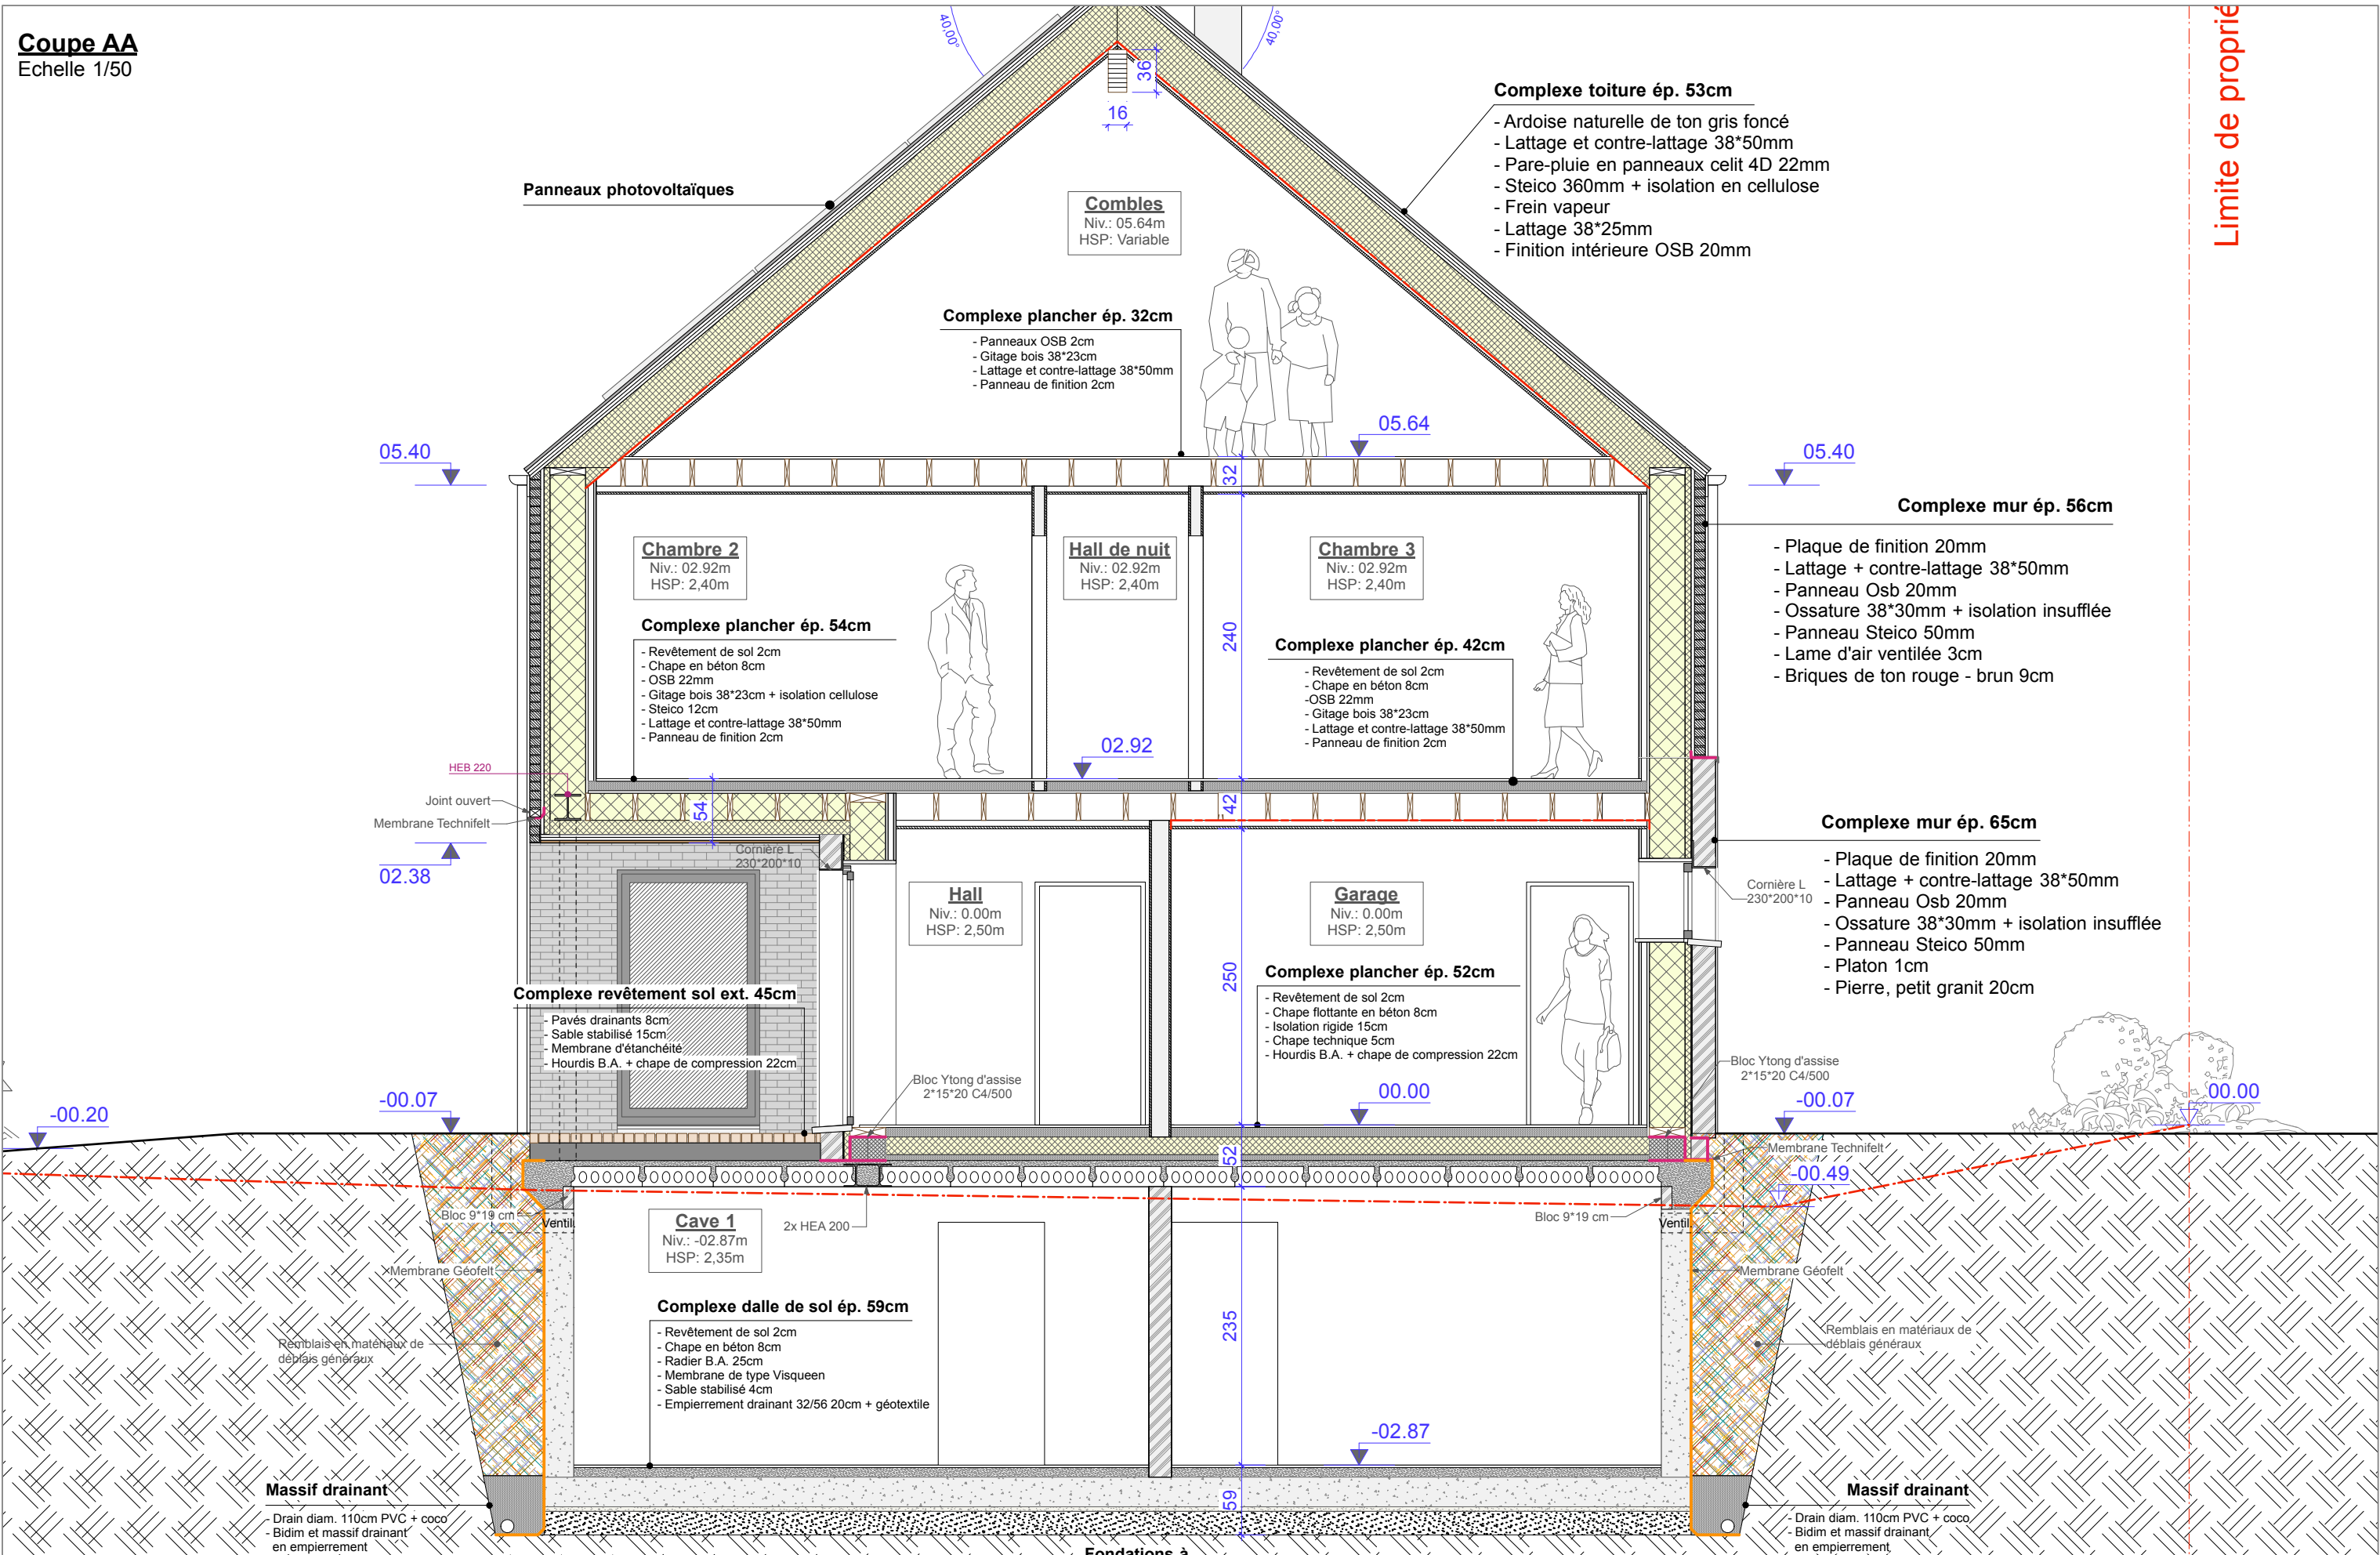 Coupe AA
Echelle 1/50
40,00°
40,00°
36
16
Limite de proprié
Complexe toiture ép. 53cm
- Ardoise naturelle de ton gris foncé
- Lattage et contre-lattage 38*50mm
- Pare-pluie en panneaux celit 4D 22mm
- Steico 360mm + isolation en cellulose
- Frein vapeur
- Lattage 38*25mm
- Finition intérieure OSB 20mm
Panneaux photovoltaïques
Combles
Niv.: 05.64m
HSP: Variable
Complexe plancher ép. 32cm
- Panneaux OSB 2cm
- Gitage bois 38*23cm
- Lattage et contre-lattage 38*50mm
- Panneau de finition 2cm
05.64
05.40
05.40
32
Complexe mur ép. 56cm
- Plaque de finition 20mm
- Lattage + contre-lattage 38*50mm
- Panneau Osb 20mm
- Ossature 38*30mm + isolation insufflée
- Panneau Steico 50mm
- Lame d'air ventilée 3cm
- Briques de ton rouge - brun 9cm
Chambre 2
Niv.: 02.92m
HSP: 2,40m
Hall de nuit
Niv.: 02.92m
HSP: 2,40m
Chambre 3
Niv.: 02.92m
HSP: 2,40m
Complexe plancher ép. 54cm
- Revêtement de sol 2cm
- Chape en béton 8cm
- OSB 22mm
- Gitage bois 38*23cm + isolation cellulose
- Steico 12cm
- Lattage et contre-lattage 38*50mm
- Panneau de finition 2cm
240
Complexe plancher ép. 42cm
- Revêtement de sol 2cm
- Chape en béton 8cm
-OSB 22mm
- Gitage bois 38*23cm
- Lattage et contre-lattage 38*50mm
- Panneau de finition 2cm
02.92
HEB 220
Joint ouvert
Membrane Technifelt
54
42
02.38
Cornière L
230*200*10
Complexe mur ép. 65cm
- Plaque de finition 20mm
- Lattage + contre-lattage 38*50mm
- Panneau Osb 20mm
- Ossature 38*30mm + isolation insufflée
- Panneau Steico 50mm
- Platon 1cm
- Pierre, petit granit 20cm
Cornière L
230*200*10
Hall
Niv.: 0.00m
HSP: 2,50m
Garage
Niv.: 0.00m
HSP: 2,50m
250
Complexe plancher ép. 52cm
- Revêtement de sol 2cm
- Chape flottante en béton 8cm
- Isolation rigide 15cm
- Chape technique 5cm
- Hourdis B.A. + chape de compression 22cm
Complexe revêtement sol ext. 45cm
- Pavés drainants 8cm
- Sable stabilisé 15cm
- Membrane d'étanchéité
- Hourdis B.A. + chape de compression 22cm
Bloc Ytong d'assise
2*15*20 C4/500
Bloc Ytong d'assise
2*15*20 C4/500
-00.20
-00.07
00.00
-00.07
00.00
52
Membrane Technifelt
-00.49
Bloc 9*19 cm
Ventil.
Cave 1
Niv.: -02.87m
HSP: 2,35m
2x HEA 200
Bloc 9*19 cm
Ventil.
Membrane Géofelt
Membrane Géofelt
Complexe dalle de sol ép. 59cm
- Revêtement de sol 2cm
- Chape en béton 8cm
- Radier B.A. 25cm
- Membrane de type Visqueen
- Sable stabilisé 4cm
- Empierrement drainant 32/56 20cm + géotextile
235
Remblais en matériaux de
déblais généraux
Remblais en matériaux de
déblais généraux
-02.87
59
Massif drainant
- Drain diam. 110cm PVC + coco
- Bidim et massif drainant
en empierrement
Massif drainant
- Drain diam. 110cm PVC + coco
- Bidim et massif drainant
en empierrement
Fondations à